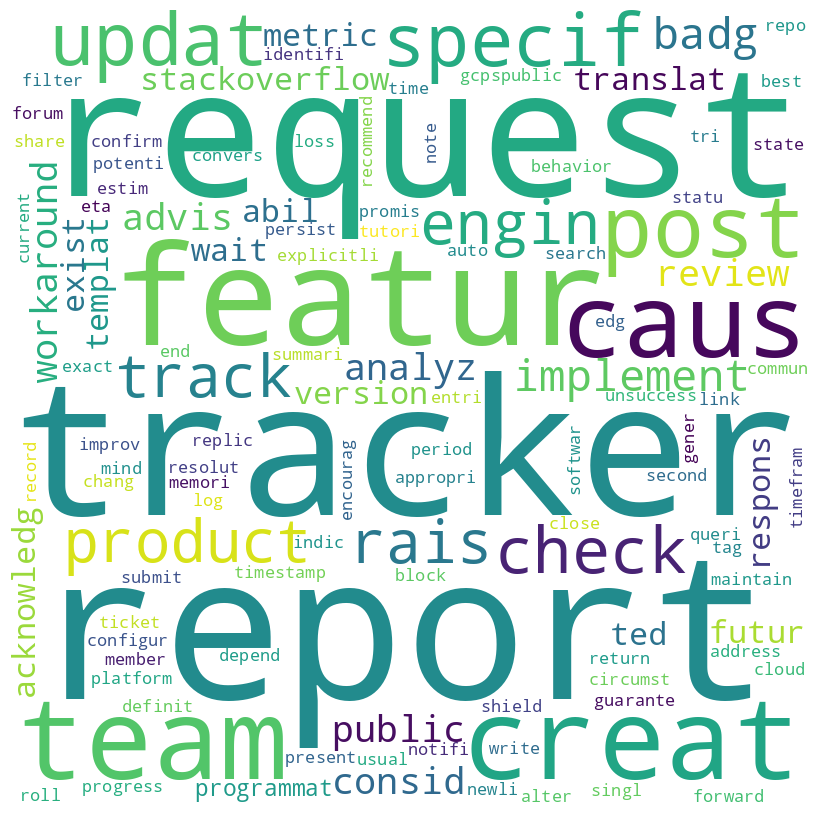 updat
metric
identifi
specif
badg
repo
filter
stackoverflow
time
gcpspublic
translat
best
forum
request
share
confirm
potenti
convers
loss
recommend
note
behavior
tri
state
estim
eta
current
workaround
exist
templat
advis
abil
wait
persist
promis
tutori
explicitli
engin
auto
search
post
statu
review
featur
caus
edg
end
exact
summari
track
analyz
version
entri
implement
unsuccess
link
commun
tracker
improv
mind
chang
record
replic
resolut
memori
log
encourag
period
appropri
softwar
second
gener
respons
timefram
acknowledg
product
indic
rais
close
check
queri
tag
maintain
submit
timestamp
block
report
ticket
configur
member
platform
depend
ted
return
circumst
guarante
futur
address
cloud
definit
team
public
shield
notifi
write
present
usual
creat
roll
progress
programmat
consid
newli
alter
singl
forward